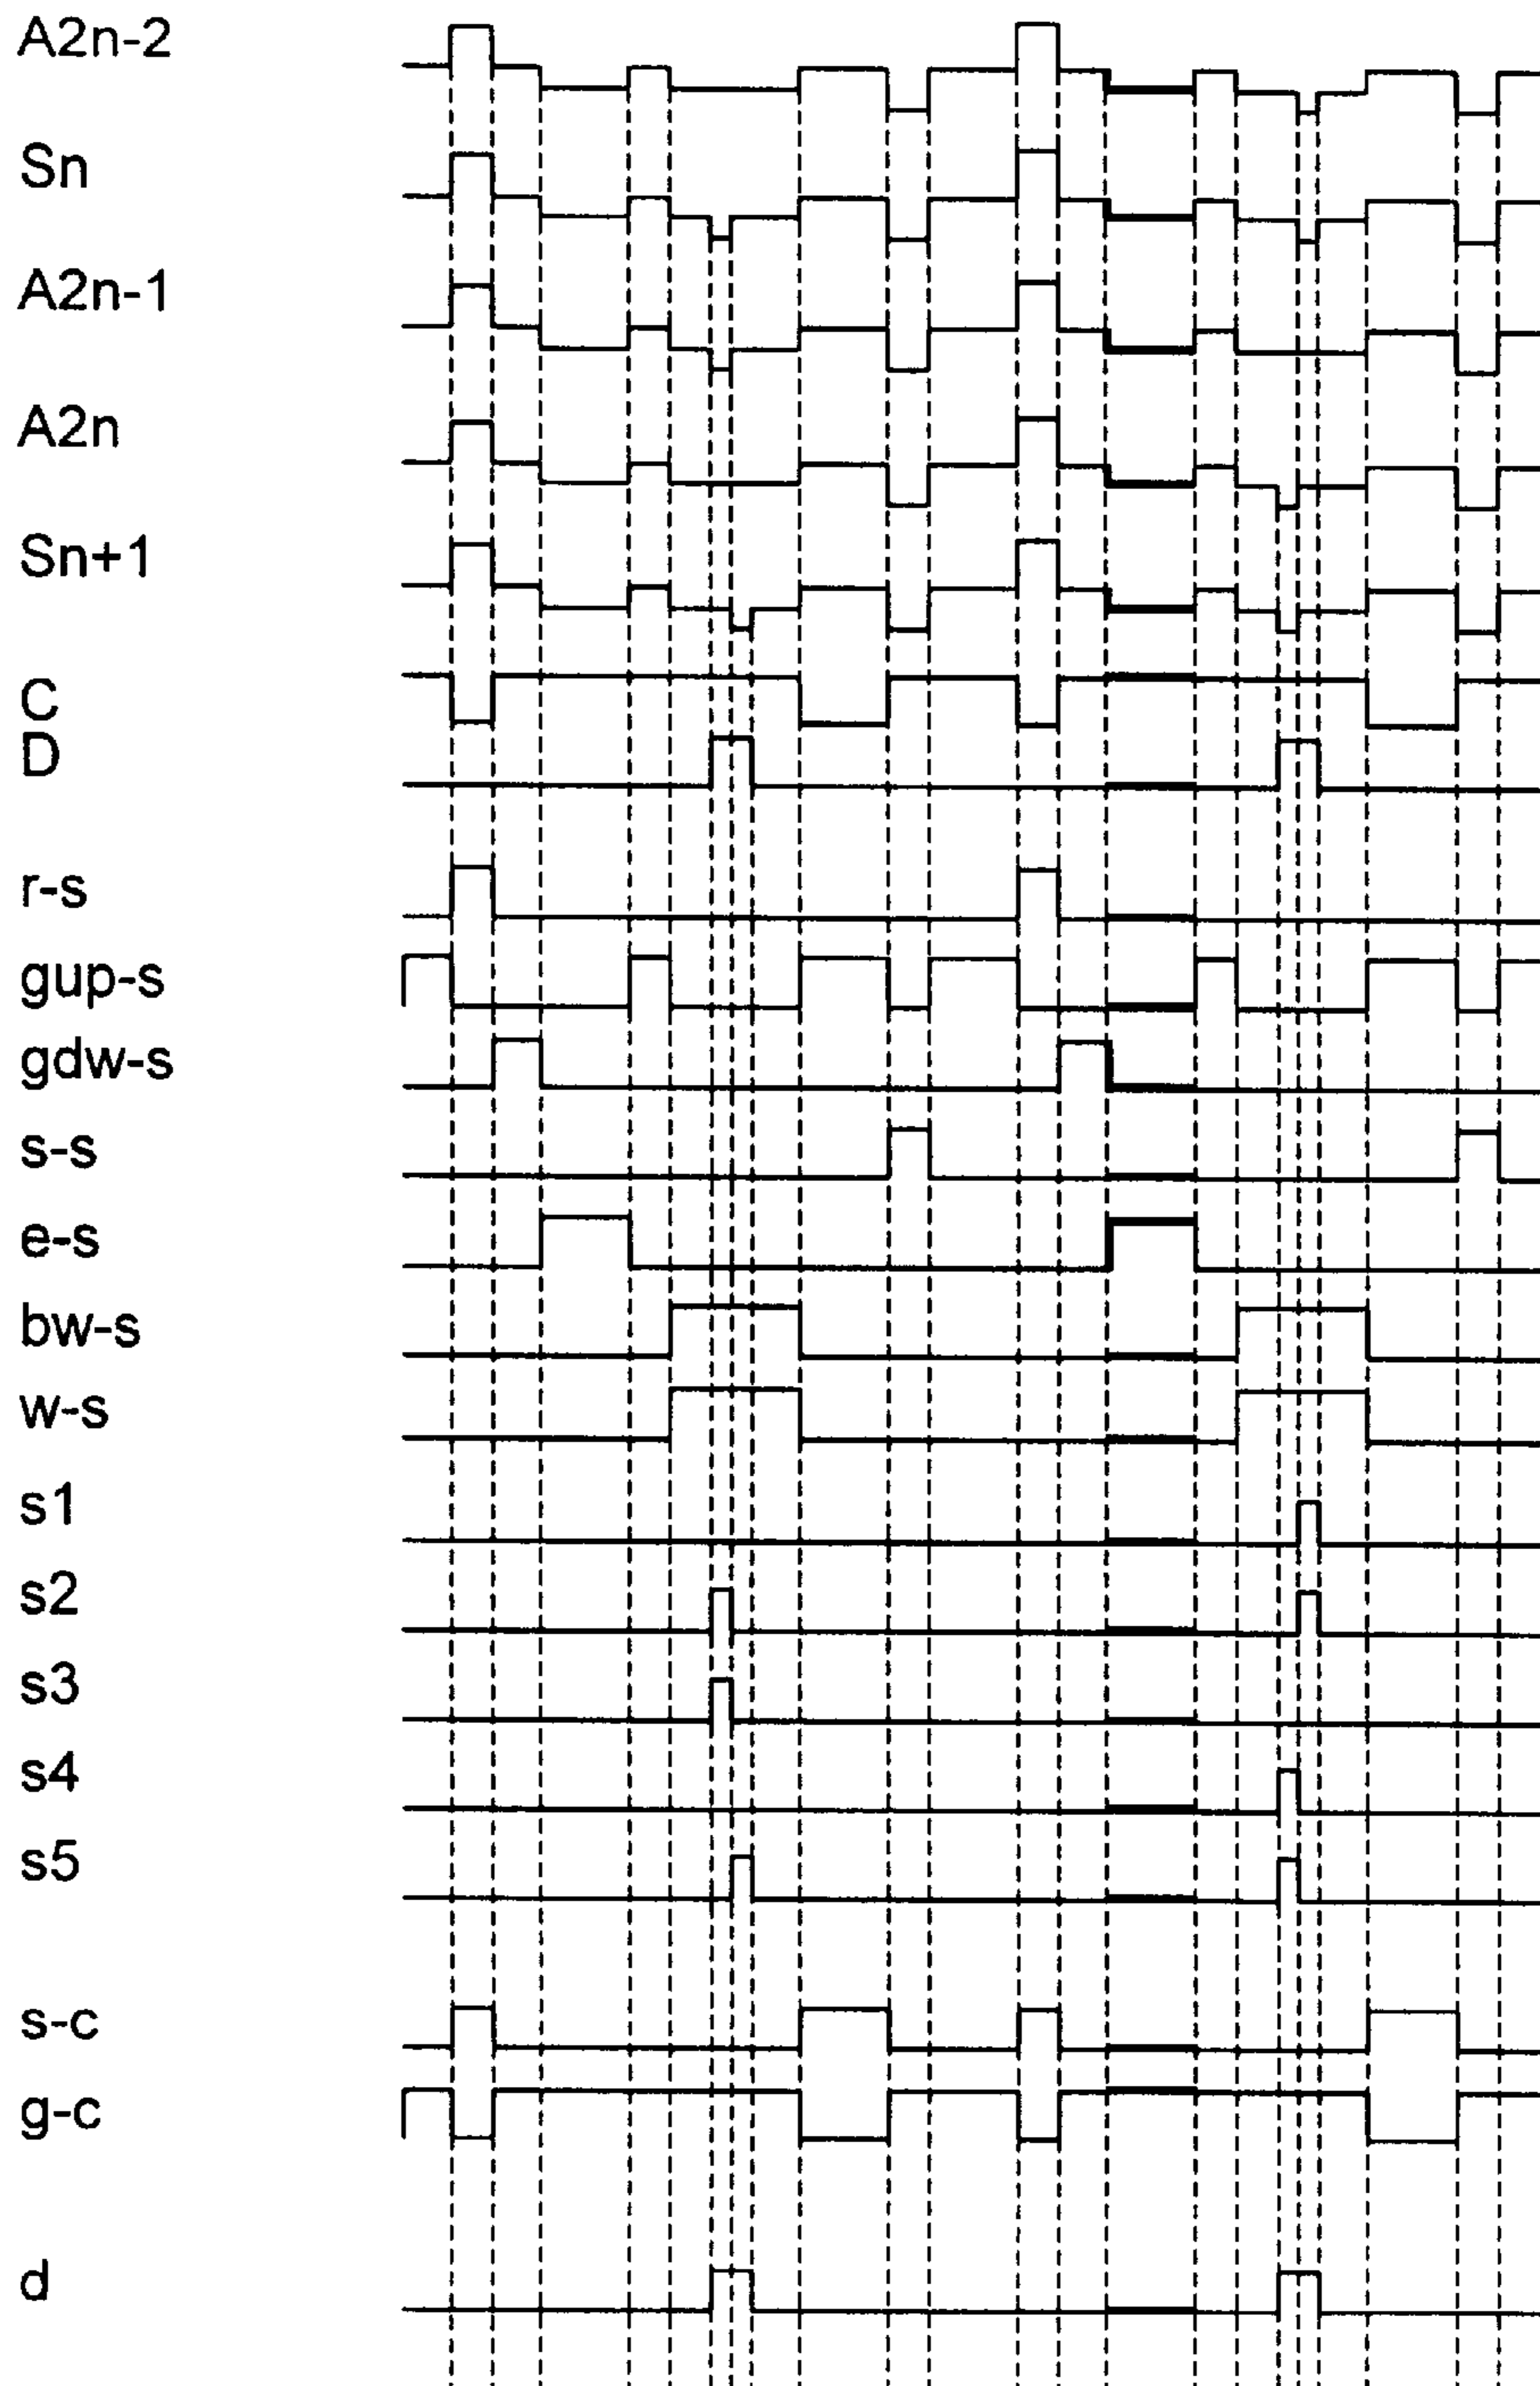 A2n-2
Sn
A2n-1
A2n
Sn+1
C
D
r-s
gup-s
gdw-s
s-s
e-s
bw-s
w-s
s1
s2
s3
s4
s5
s-c
g-c
d